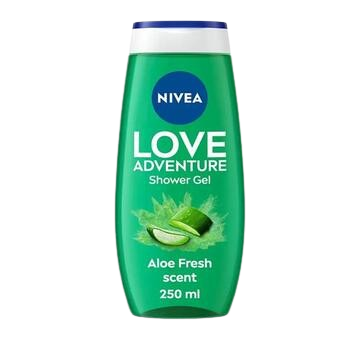 NIVEA
LOVE
ADVENTURE
Shower Gel
Aloe Fresh
scent
250 ml